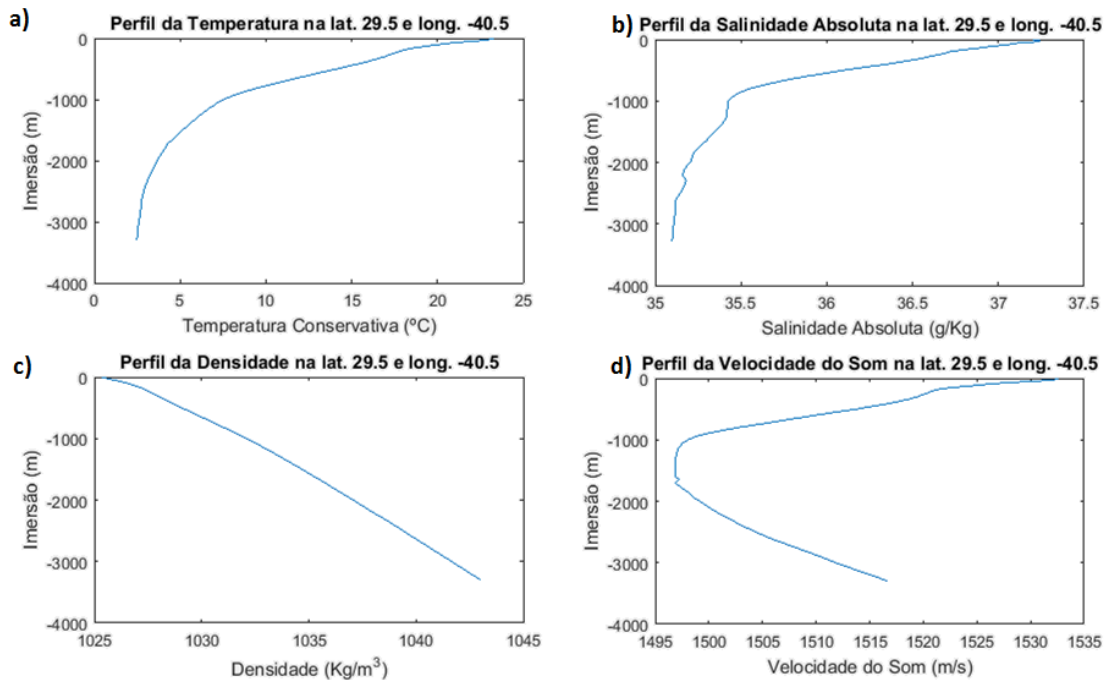 a)
Perfil da Temperatura na lat. 29.5 e long. -40.5
0
-1000
-2000
-3000
-4000
Imersão (m)
0 5 10 15 20 25
Temperatura Conservativa (ºC)
b)
Perfil da Salinidade Absoluta na lat. 29.5 e long. -40.5
0
-1000
-2000
-3000
-4000
Imersão (m)
35 35.5 36 36.5 37 37.5
Salinidade Absoluta (g/Kg)
c)
Perfil da Densidade na lat. 29.5 e long. -40.5
0
-1000
-2000
-3000
-4000
Imersão (m)
1025 1030 1035 1040 1045
Densidade (Kg/m³)
d)
Perfil da Velocidade do Som na lat. 29.5 e long. -40.5
0
-1000
-2000
-3000
-4000
Imersão (m)
1495 1500 1505 1510 1515 1520 1525 1530 1535
Velocidade do Som (m/s)